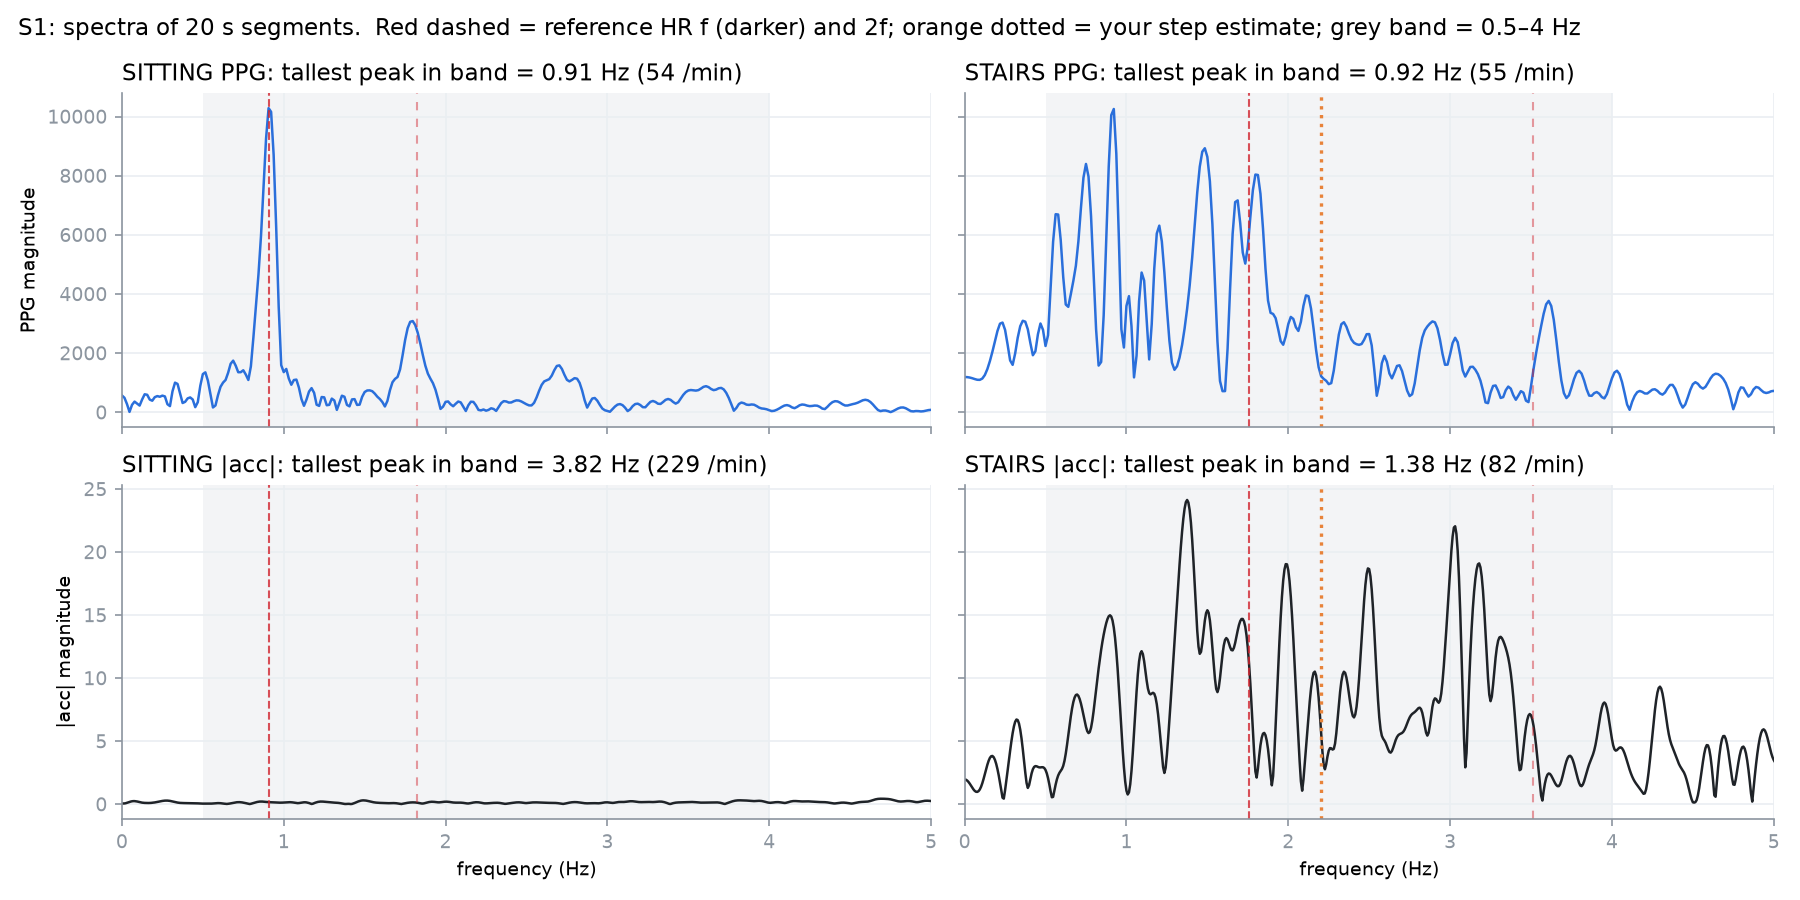 S1: spectra of 20 s segments.  Red dashed = reference HR f (darker) and 2f; orange dotted = your step estimate; grey band = 0.5–4 Hz
SITTING PPG: tallest peak in band = 0.91 Hz (54 /min)
STAIRS PPG: tallest peak in band = 0.92 Hz (55 /min)
PPG magnitude
10000
8000
6000
4000
2000
0
SITTING |acc|: tallest peak in band = 3.82 Hz (229 /min)
STAIRS |acc|: tallest peak in band = 1.38 Hz (82 /min)
|acc| magnitude
25
20
15
10
5
0
0 1 2 3 4 5
0 1 2 3 4 5
frequency (Hz)
frequency (Hz)